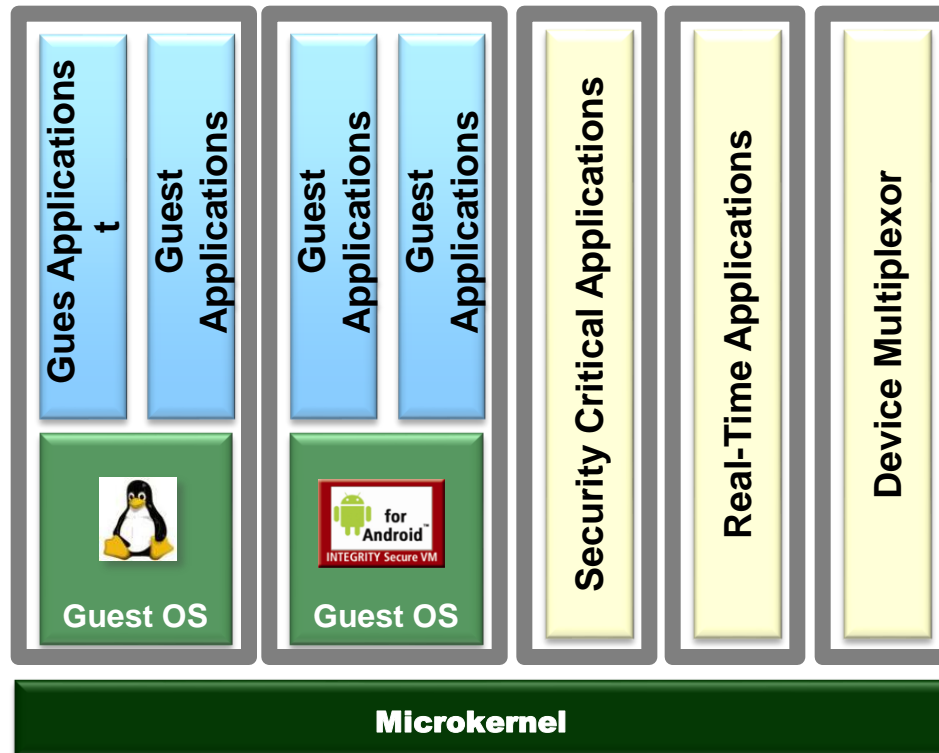 Gues Applications
t
Guest
Applications
Guest
Applications
Guest
Applications
Security Critical Applications
Real-Time Applications
Device Multiplexor
Guest OS
for
Android™
INTEGRITY Secure VM
Guest OS
Microkernel